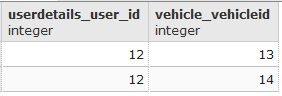 userdetails_user_id vehicle_vehicleid
integer integer
12 13
12 14